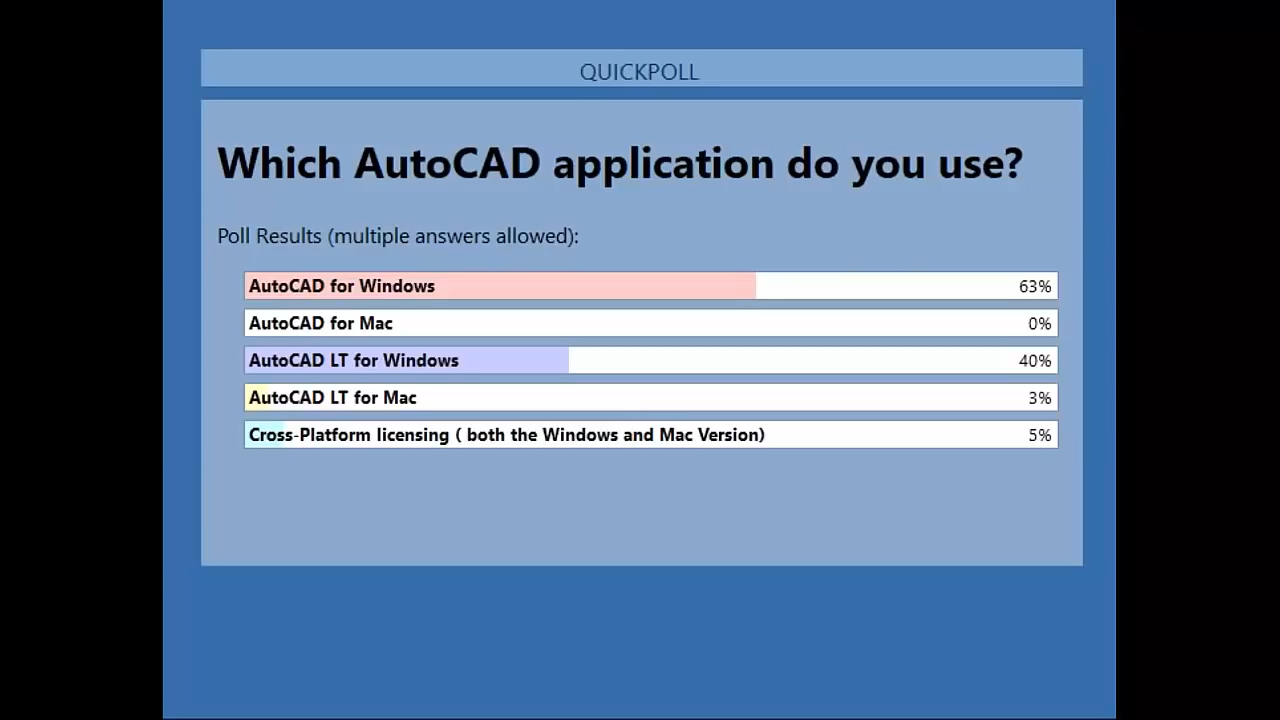 QUICKPOLL
Which AutoCAD application do you use?
Poll Results (multiple answers allowed):
AutoCAD for Windows 63%
AutoCAD for Mac 0%
AutoCAD LT for Windows 40%
AutoCAD LT for Mac 3%
Cross-Platform licensing ( both the Windows and Mac Version) 5%